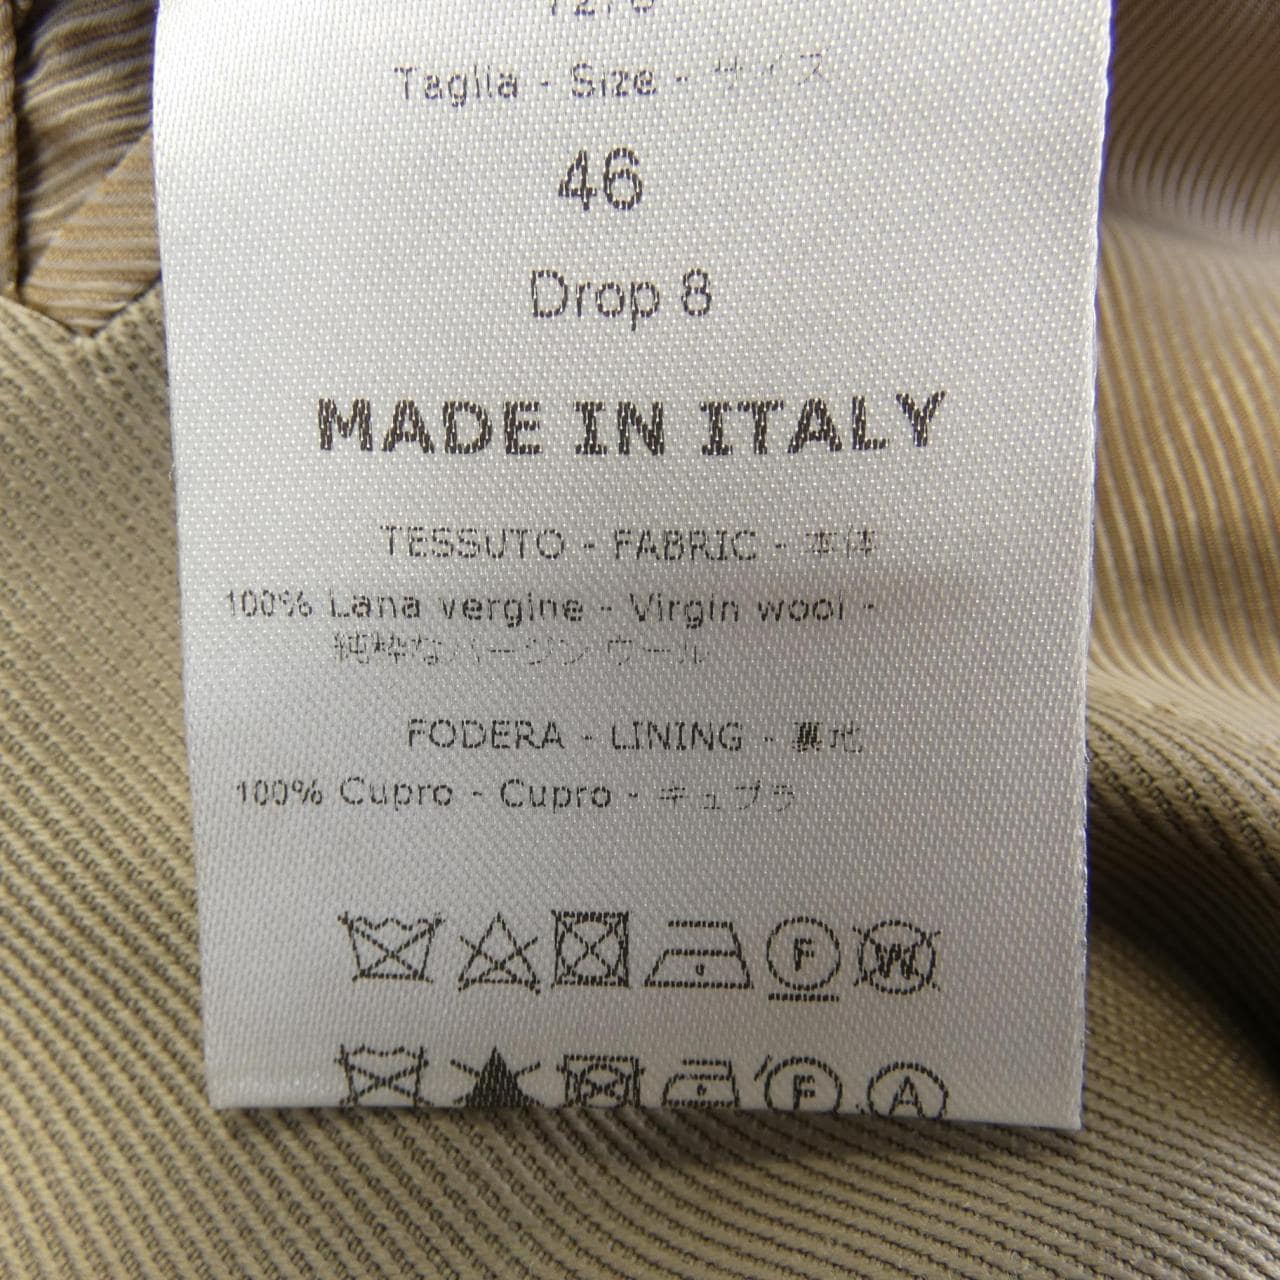 Taglia - Size - サイズ
46
Drop 8
MADE IN ITALY
TESSUTO - FABRIC - 本体
100% Lana vergine - Virgin wool -
純粋なバージンウール
FODERA - LINING - 裏地
100% Cupro - Cupro - キュプラ
F W
F A